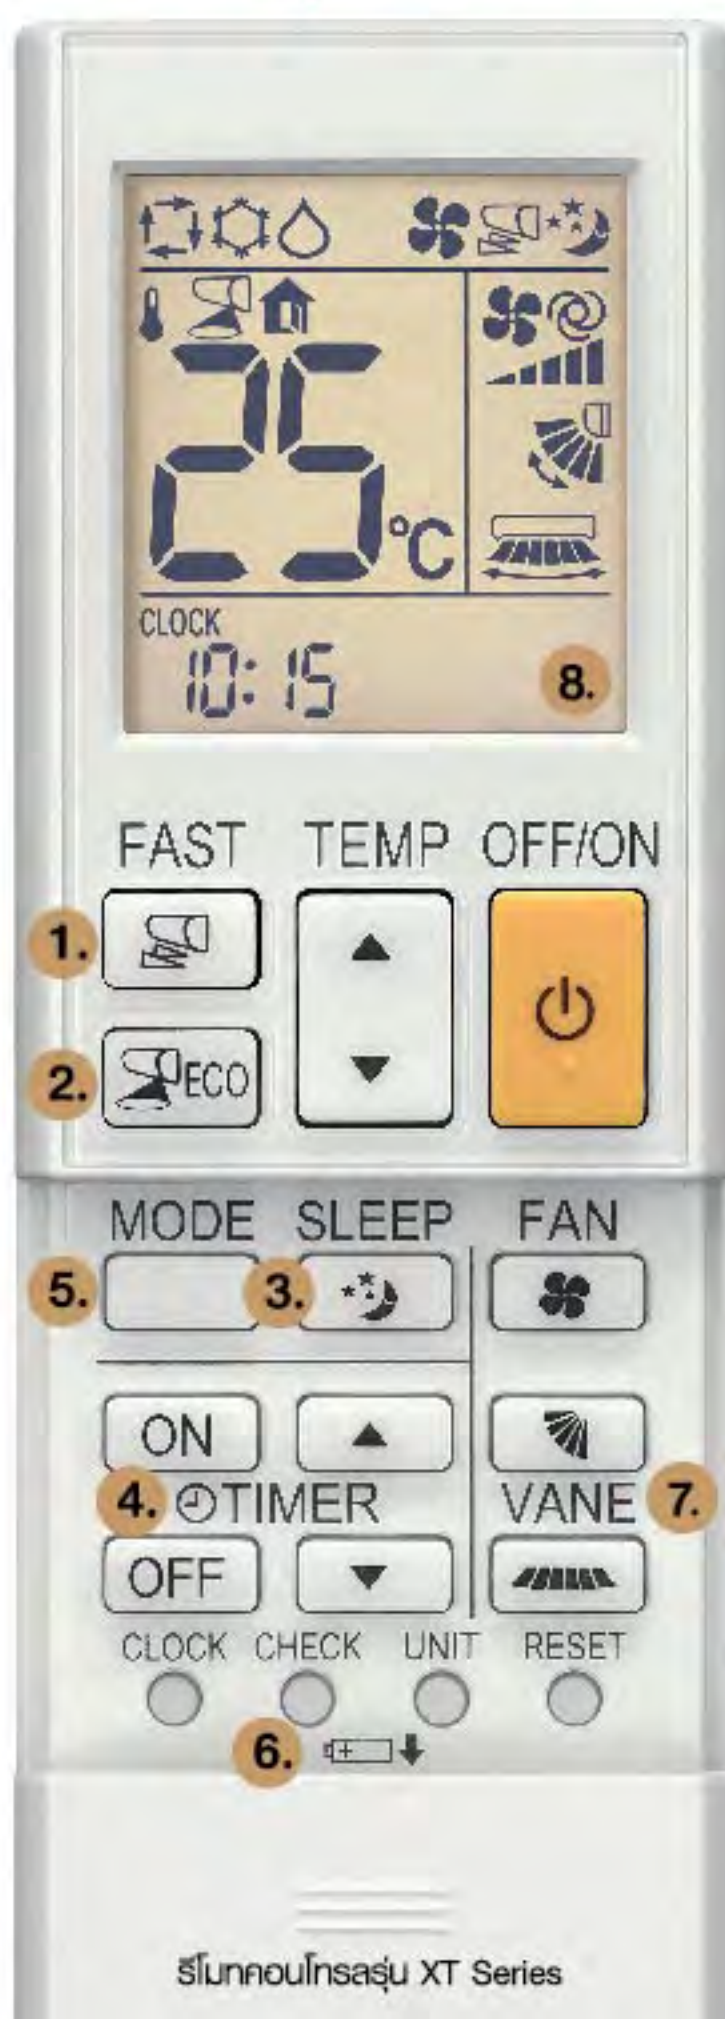 25°C
CLOCK
10:15
8.
FAST TEMP OFF/ON
1.
2. ECO
MODE SLEEP FAN
5. 3.
ON
4. TIMER VANE 7.
OFF
CLOCK CHECK UNIT RESET
6.
รีโมทคอนโทรลรุ่น XT Series